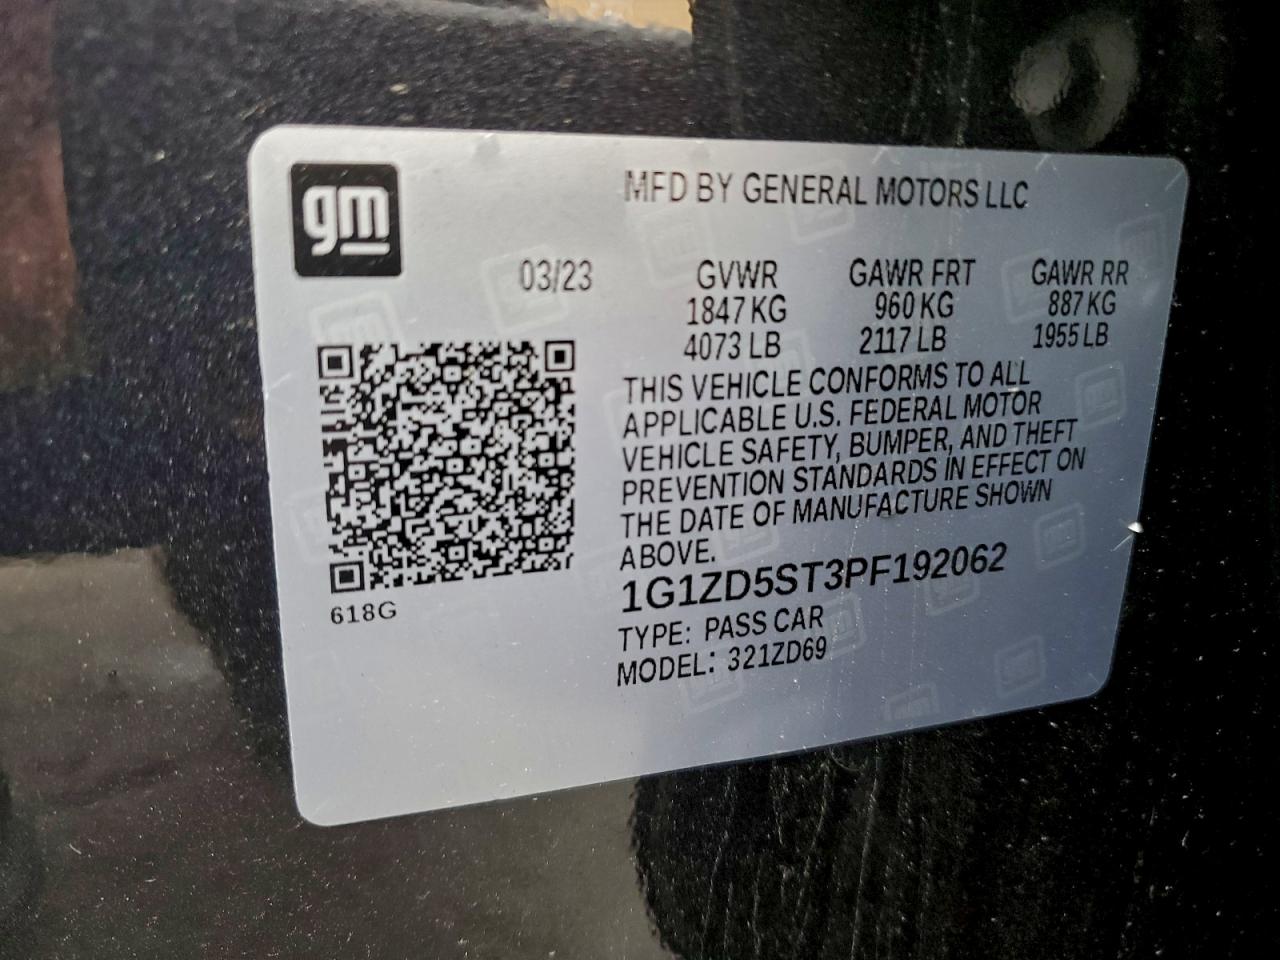 gm
MFD BY GENERAL MOTORS LLC
03/23 GVWR GAWR FRT GAWR RR
1847 KG 960 KG 887 KG
4073 LB 2117 LB 1955 LB
THIS VEHICLE CONFORMS TO ALL
APPLICABLE U.S. FEDERAL MOTOR
VEHICLE SAFETY, BUMPER, AND THEFT
PREVENTION STANDARDS IN EFFECT ON
THE DATE OF MANUFACTURE SHOWN
ABOVE.
1G1ZD5ST3PF192062
618G
TYPE: PASS CAR
MODEL: 321ZD69